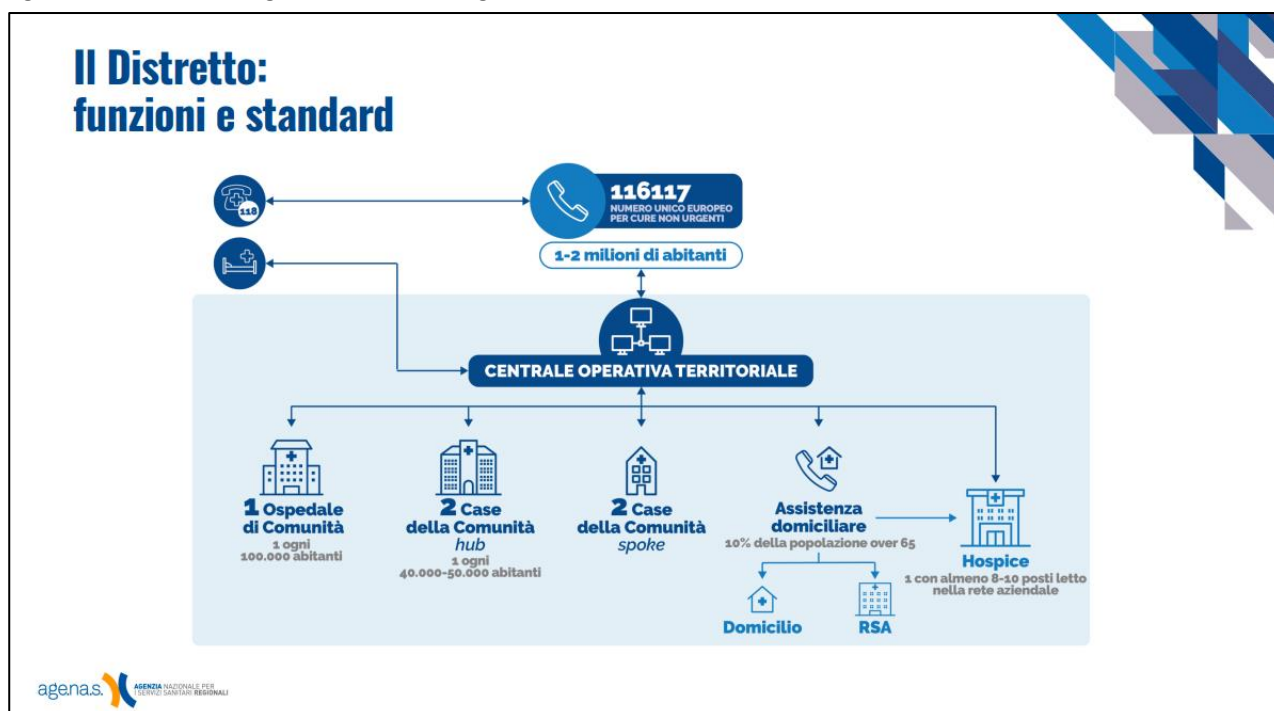 Il Distretto:
funzioni e standard
118
116117
NUMERO UNICO EUROPEO
PER CURE NON URGENTI
1-2 milioni di abitanti
CENTRALE OPERATIVA TERRITORIALE
1 Ospedale
di Comunità
1 ogni
100.000 abitanti
2 Case
della Comunità
hub
1 ogni
40.000-50.000 abitanti
2 Case
della Comunità
spoke
Assistenza
domiciliare
10% della popolazione over 65
Domicilio
RSA
Hospice
1 con almeno 8-10 posti letto
nella rete aziendale
agenas.
AGENZIA NAZIONALE PER
I SERVIZI SANITARI REGIONALI